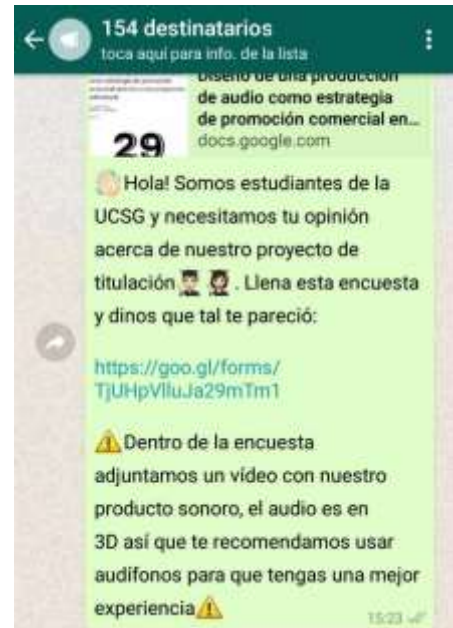 154 destinatarios
toca aquí para info. de la lista
Diseño de una producción
de audio como estrategia
de promoción comercial en...
docs.google.com
29
Hola! Somos estudiantes de la
UCSG y necesitamos tu opinión
acerca de nuestro proyecto de
titulación. Llena esta encuesta
y dinos que tal te pareció:
https://goo.gl/forms/
TjUHpVlluJa29mTm1
Dentro de la encuesta
adjuntamos un vídeo con nuestro
producto sonoro, el audio es en
3D así que te recomendamos usar
audífonos para que tengas una mejor
experiencia
15:23